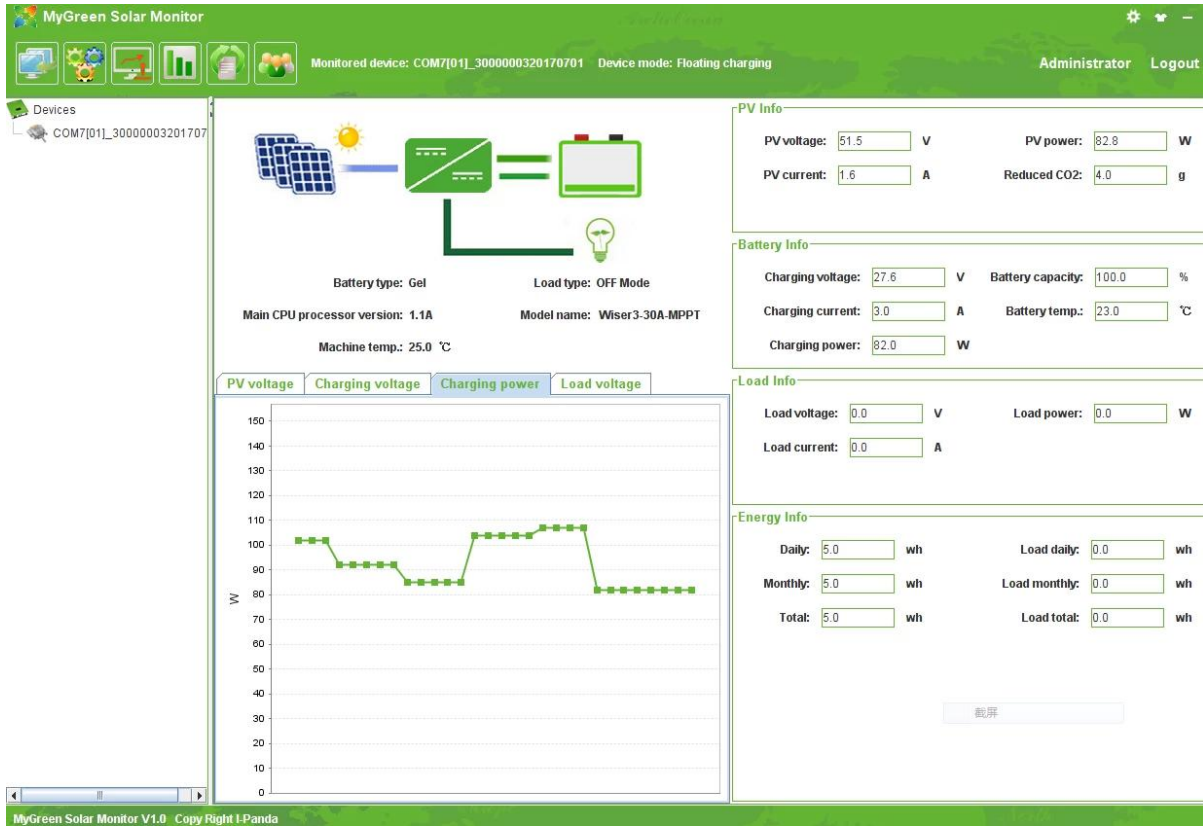 MyGreen Solar Monitor
Monitored device: COM7[01]_3000000320170701 Device mode: Floating charging
Administrator Logout
Devices
COM7[01]_30000003201707
Battery type: Gel Load type: OFF Mode
Main CPU processor version: 1.1A Model name: Wiser3-30A-MPPT
Machine temp.: 25.0 ℃
PV voltage Charging voltage Charging power Load voltage
150
140
130
120
110
100
90
80
70
60
50
40
30
20
10
0
W
PV Info
PV voltage: 51.5 V PV power: 82.8 W
PV current: 1.6 A Reduced CO2: 4.0 g
Battery Info
Charging voltage: 27.6 V Battery capacity: 100.0 %
Charging current: 3.0 A Battery temp.: 23.0 ℃
Charging power: 82.0 W
Load Info
Load voltage: 0.0 V Load power: 0.0 W
Load current: 0.0 A
Energy Info
Daily: 5.0 wh Load daily: 0.0 wh
Monthly: 5.0 wh Load monthly: 0.0 wh
Total: 5.0 wh Load total: 0.0 wh
截屏
MyGreen Solar Monitor V1.0 Copy Right I-Panda